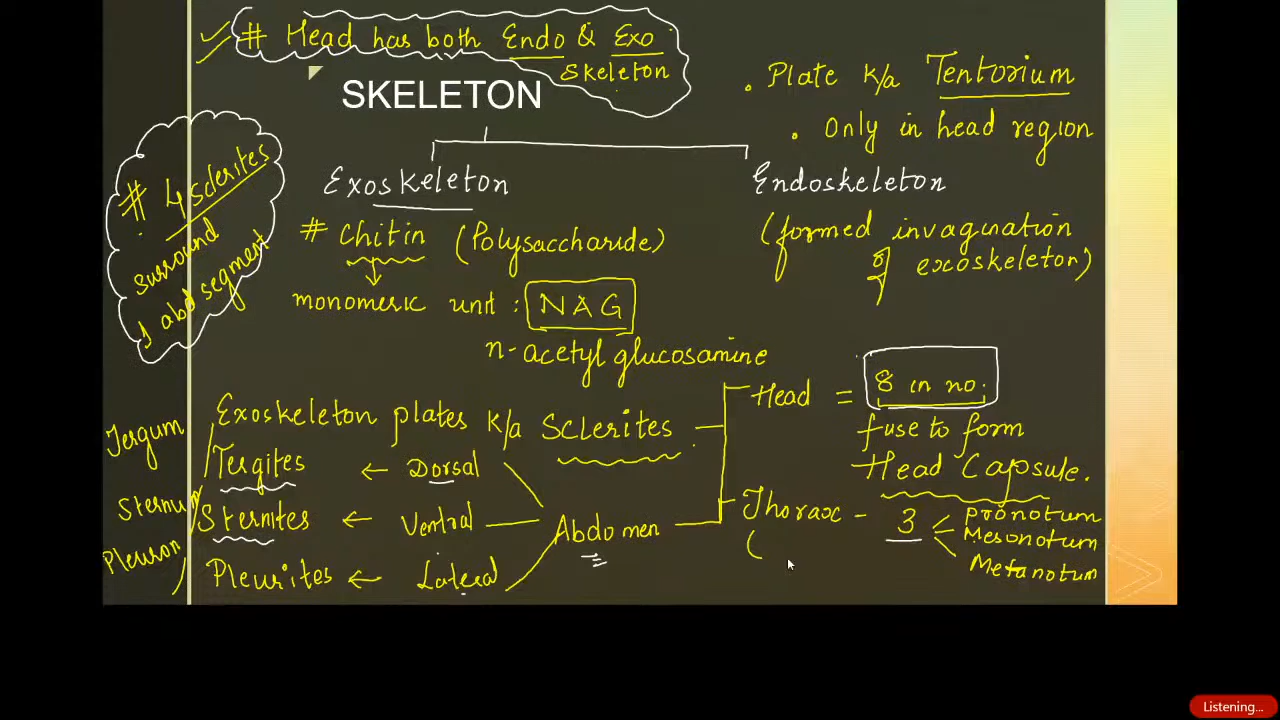 # Head has both Endo & Exo
Skeleton
SKELETON
. Plate k/a Tentorium
. Only in head region
# 4 sclerites
surround
1 abd segment
Exoskeleton
# Chitin (Polysaccharide)
monomeric unit : NAG
n-acetyl glucosamine
Endoskeleton
(formed invagination
of exoskeleton)
Exoskeleton plates k/a Sclerites
Head = 8 in no.
fuse to form
Head Capsule.
Thorax - 3
Pronotum
Mesonotum
Metanotum
(
Abdomen
Tergites ← Dorsal
Sternites ← Ventral
Pleurites ← Lateral
Tergum
Sternum
Pleuron
Listening...